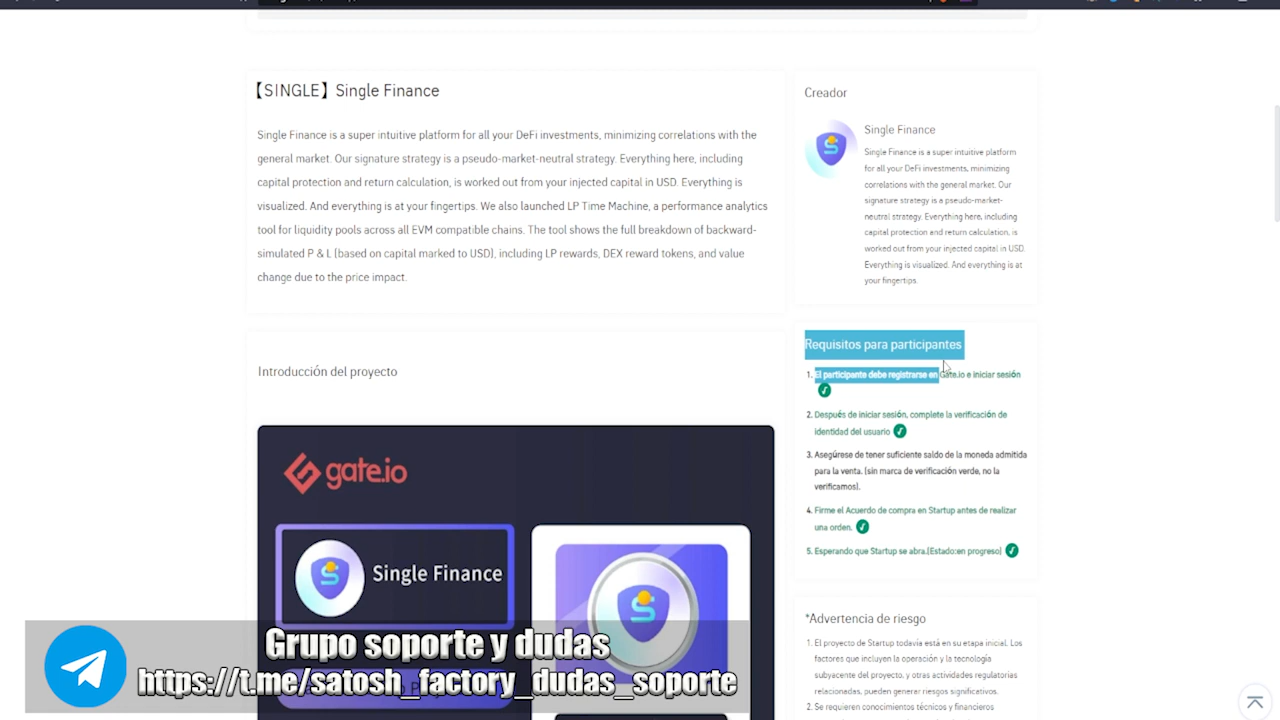 【SINGLE】 Single Finance
Single Finance is a super intuitive platform for all your DeFi investments, minimizing correlations with the
general market. Our signature strategy is a pseudo-market-neutral strategy. Everything here, including
capital protection and return calculation, is worked out from your injected capital in USD. Everything is
visualized. And everything is at your fingertips. We also launched LP Time Machine, a performance analytics
tool for liquidity pools across all EVM compatible chains. The tool shows the full breakdown of backward-
simulated P & L (based on capital marked to USD), including LP rewards, DEX reward tokens, and value
change due to the price impact.
Introducción del proyecto
gate.io
Single Finance
Creador
Single Finance
Single Finance is a super intuitive platform
for all your DeFi investments, minimizing
correlations with the general market. Our
signature strategy is a pseudo-market-
neutral strategy. Everything here, including
capital protection and return calculation, is
worked out from your injected capital in USD.
Everything is visualized. And everything is at
your fingertips.
Requisitos para participantes
1. El participante debe registrarse en Gate.io e iniciar sesión
2. Después de iniciar sesión, complete la verificación de
identidad del usuario
3. Asegúrese de tener suficiente saldo de la moneda admitida
para la venta. (sin marca de verificación verde, no la
verificamos).
4. Firme el Acuerdo de compra en Startup antes de realizar
una orden.
5. Esperando que Startup se abra.(Estado:en progreso)
*Advertencia de riesgo
1. El proyecto de Startup todavía está en su etapa inicial. Los
factores que incluyen la operación y la tecnología
subyacente del proyecto, y otras actividades regulatorias
relacionadas, pueden generar riesgos significativos.
2. Se requieren conocimientos técnicos y financieros
Grupo soporte y dudas
https://t.me/satosh_factory_dudas_soporte